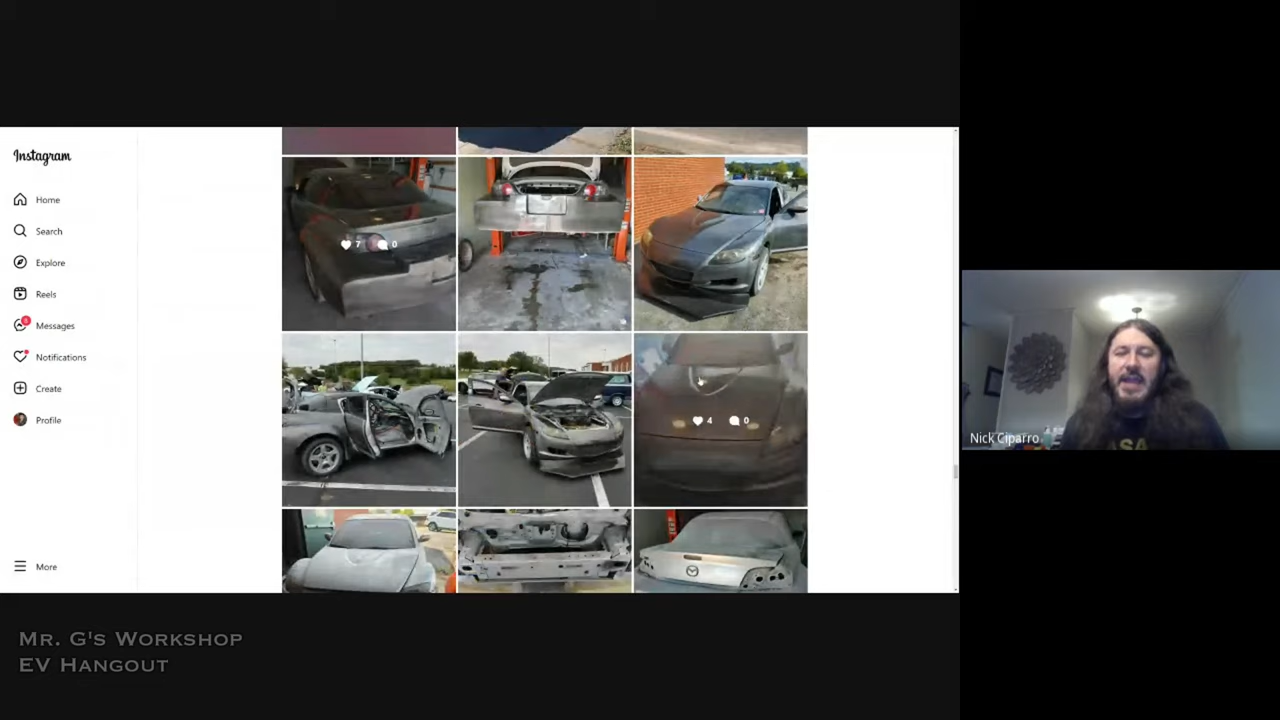 Instagram
Home
Search
Explore
Reels
Messages
Notifications
Create
Profile
More
7 0
4 0
Nick Ciparro
ASA
Mr. G's Workshop
EV Hangout